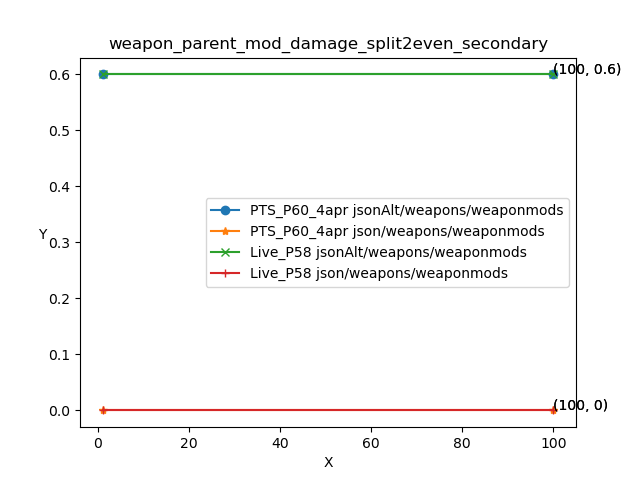 weapon_parent_mod_damage_split2even_secondary
(100, 0.6)
0.6
0.5
0.4
0.3
0.2
0.1
0.0
Y
PTS_P60_4apr jsonAlt/weapons/weaponmods
PTS_P60_4apr json/weapons/weaponmods
Live_P58 jsonAlt/weapons/weaponmods
Live_P58 json/weapons/weaponmods
(100, 0)
0 20 40 60 80 100
X